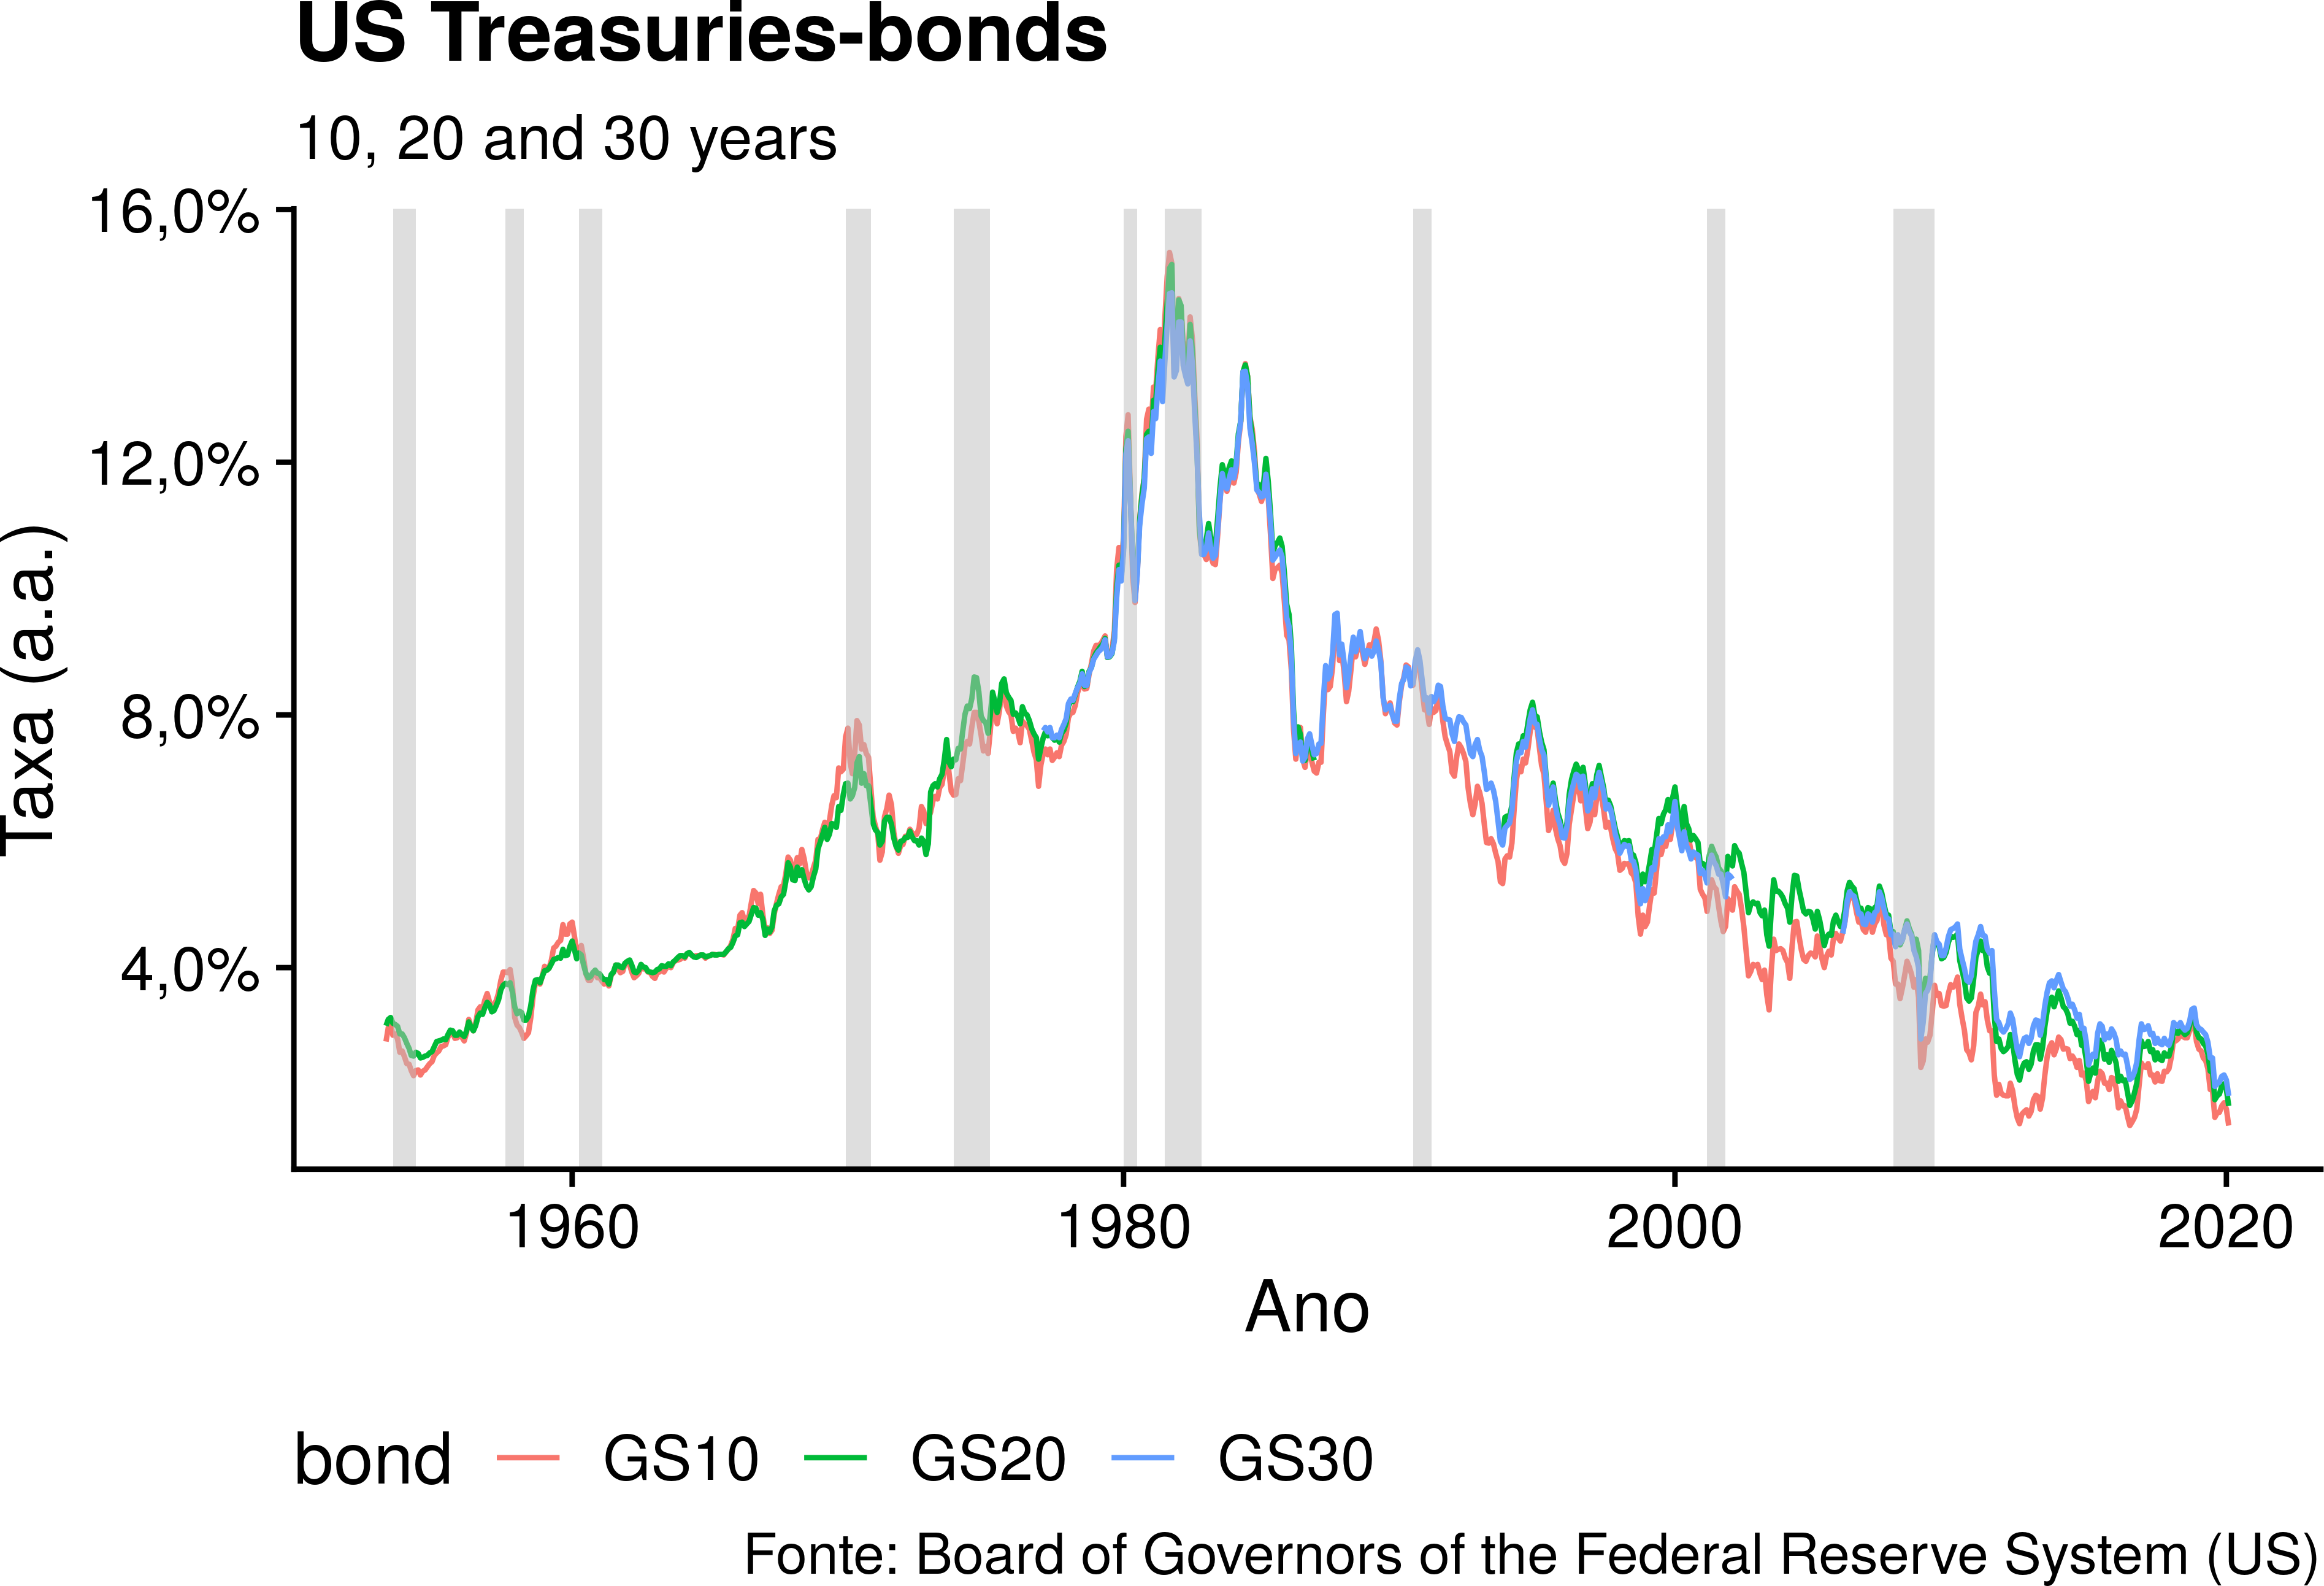 US Treasuries-bonds
10, 20 and 30 years
16,0%
12,0%
8,0%
4,0%
Taxa (a.a.)
1960 1980 2000 2020
Ano
bond GS10 GS20 GS30
Fonte: Board of Governors of the Federal Reserve System (US)